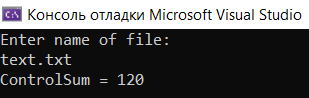 Консоль отладки Microsoft Visual Studio
Enter name of file:
text.txt
ControlSum = 120